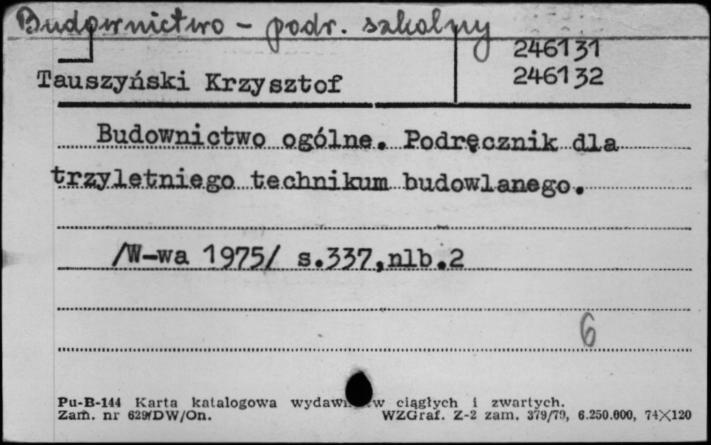 Budownictwo – podr. szkolny
246131
Tauszyński Krzysztof
246132
Budownictwo ogólne. Podręcznik dla
trzyletniego technikum budowlanego.
/W-wa 1975/ s.337,nlb.2
6
Pu-B-144 Karta katalogowa ciągłych i zwartych.
Zam. nr 629/DW/On. WZGraf. Z-2 zam. 379/79, 6.250.000, 74×120